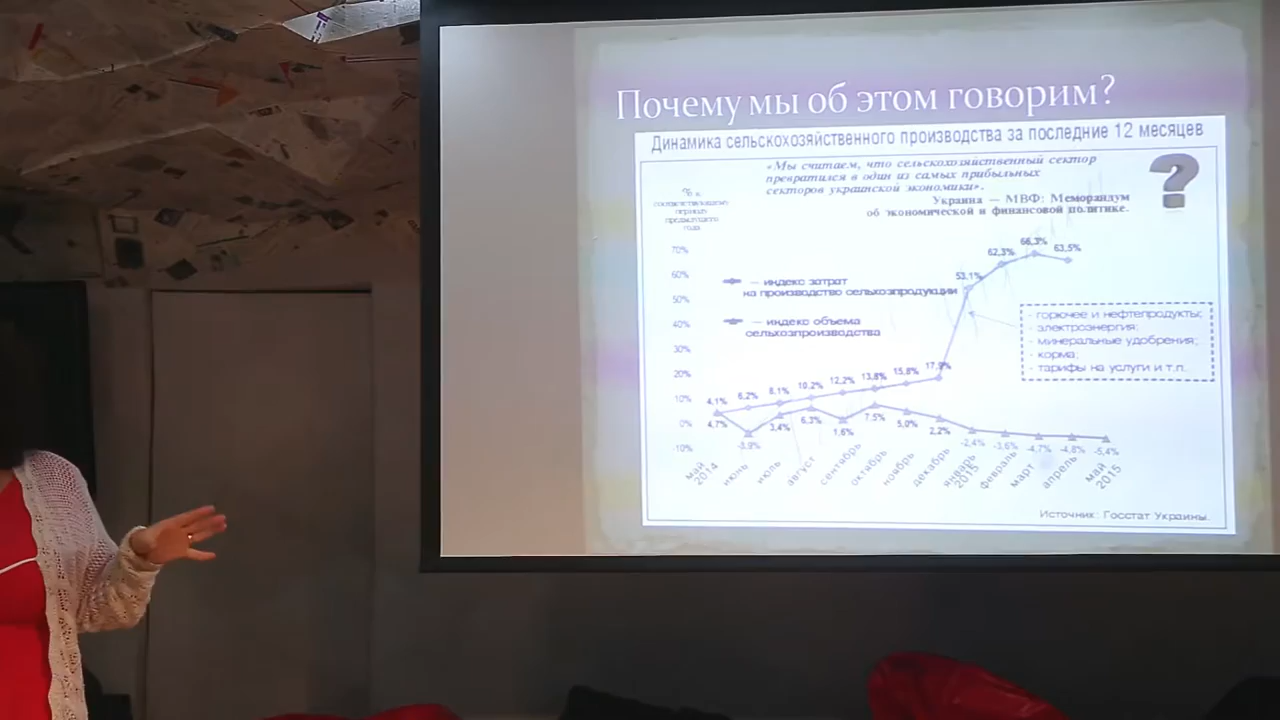 Почему мы об этом говорим?
Динамика сельскохозяйственного производства за последние 12 месяцев
«Мы считаем, что сельскохозяйственный сектор
превратился в один из самых прибыльных
секторов украинской экономики».
Украина — МВФ: Меморандум
об экономической и финансовой политике.
?
% к
соответствующему
периоду
предыдущего
года
70%
60%
50%
40%
30%
20%
10%
0%
-10%
— индекс затрат
на производство сельхозпродукции
— индекс объема
сельхозпроизводства
4,1% 6,2% 8,1% 10,2% 12,2% 13,8% 15,8% 17,9% 53,1% 62,3% 66,3% 63,5%
- горючее и нефтепродукты;
- электроэнергия;
- минеральные удобрения;
- корма;
- тарифы на услуги и т.п.
4,7% -3,9% 3,4% 6,3% 1,6% 7,5% 5,0% 2,2% -2,4% -3,6% -4,7% -4,8% -5,4%
май 2014 июнь июль август сентябрь октябрь ноябрь декабрь январь 2015 февраль март апрель май 2015
Источник: Госстат Украины.